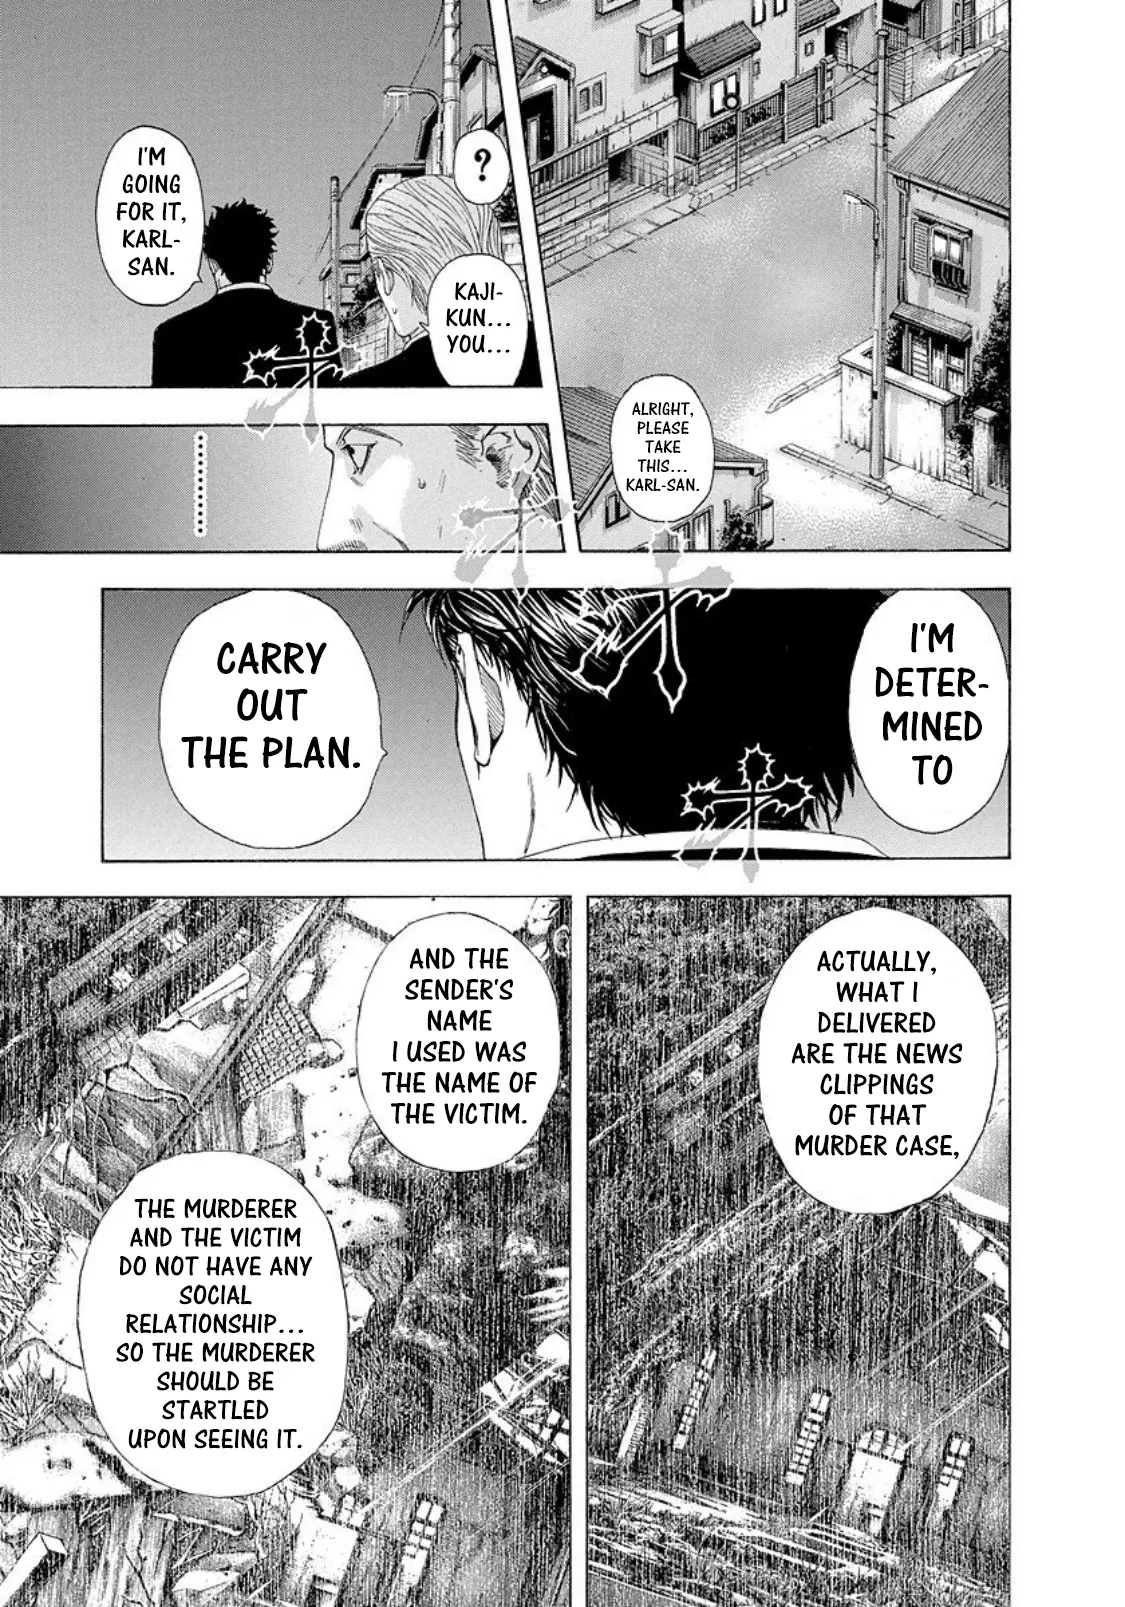 ALRIGHT,
PLEASE
TAKE
THIS...
KARL-SAN.
?
KAJI-
KUN...
YOU...
I'M
GOING
FOR IT,
KARL-
SAN.
I'M
DETER-
MINED
TO
CARRY
OUT
THE PLAN.
ACTUALLY,
WHAT I
DELIVERED
ARE THE NEWS
CLIPPINGS
OF THAT
MURDER CASE,
AND THE
SENDER'S
NAME
I USED WAS
THE NAME OF
THE VICTIM.
THE MURDERER
AND THE VICTIM
DO NOT HAVE ANY
SOCIAL
RELATIONSHIP...
SO THE MURDERER
SHOULD BE
STARTLED
UPON SEEING IT.